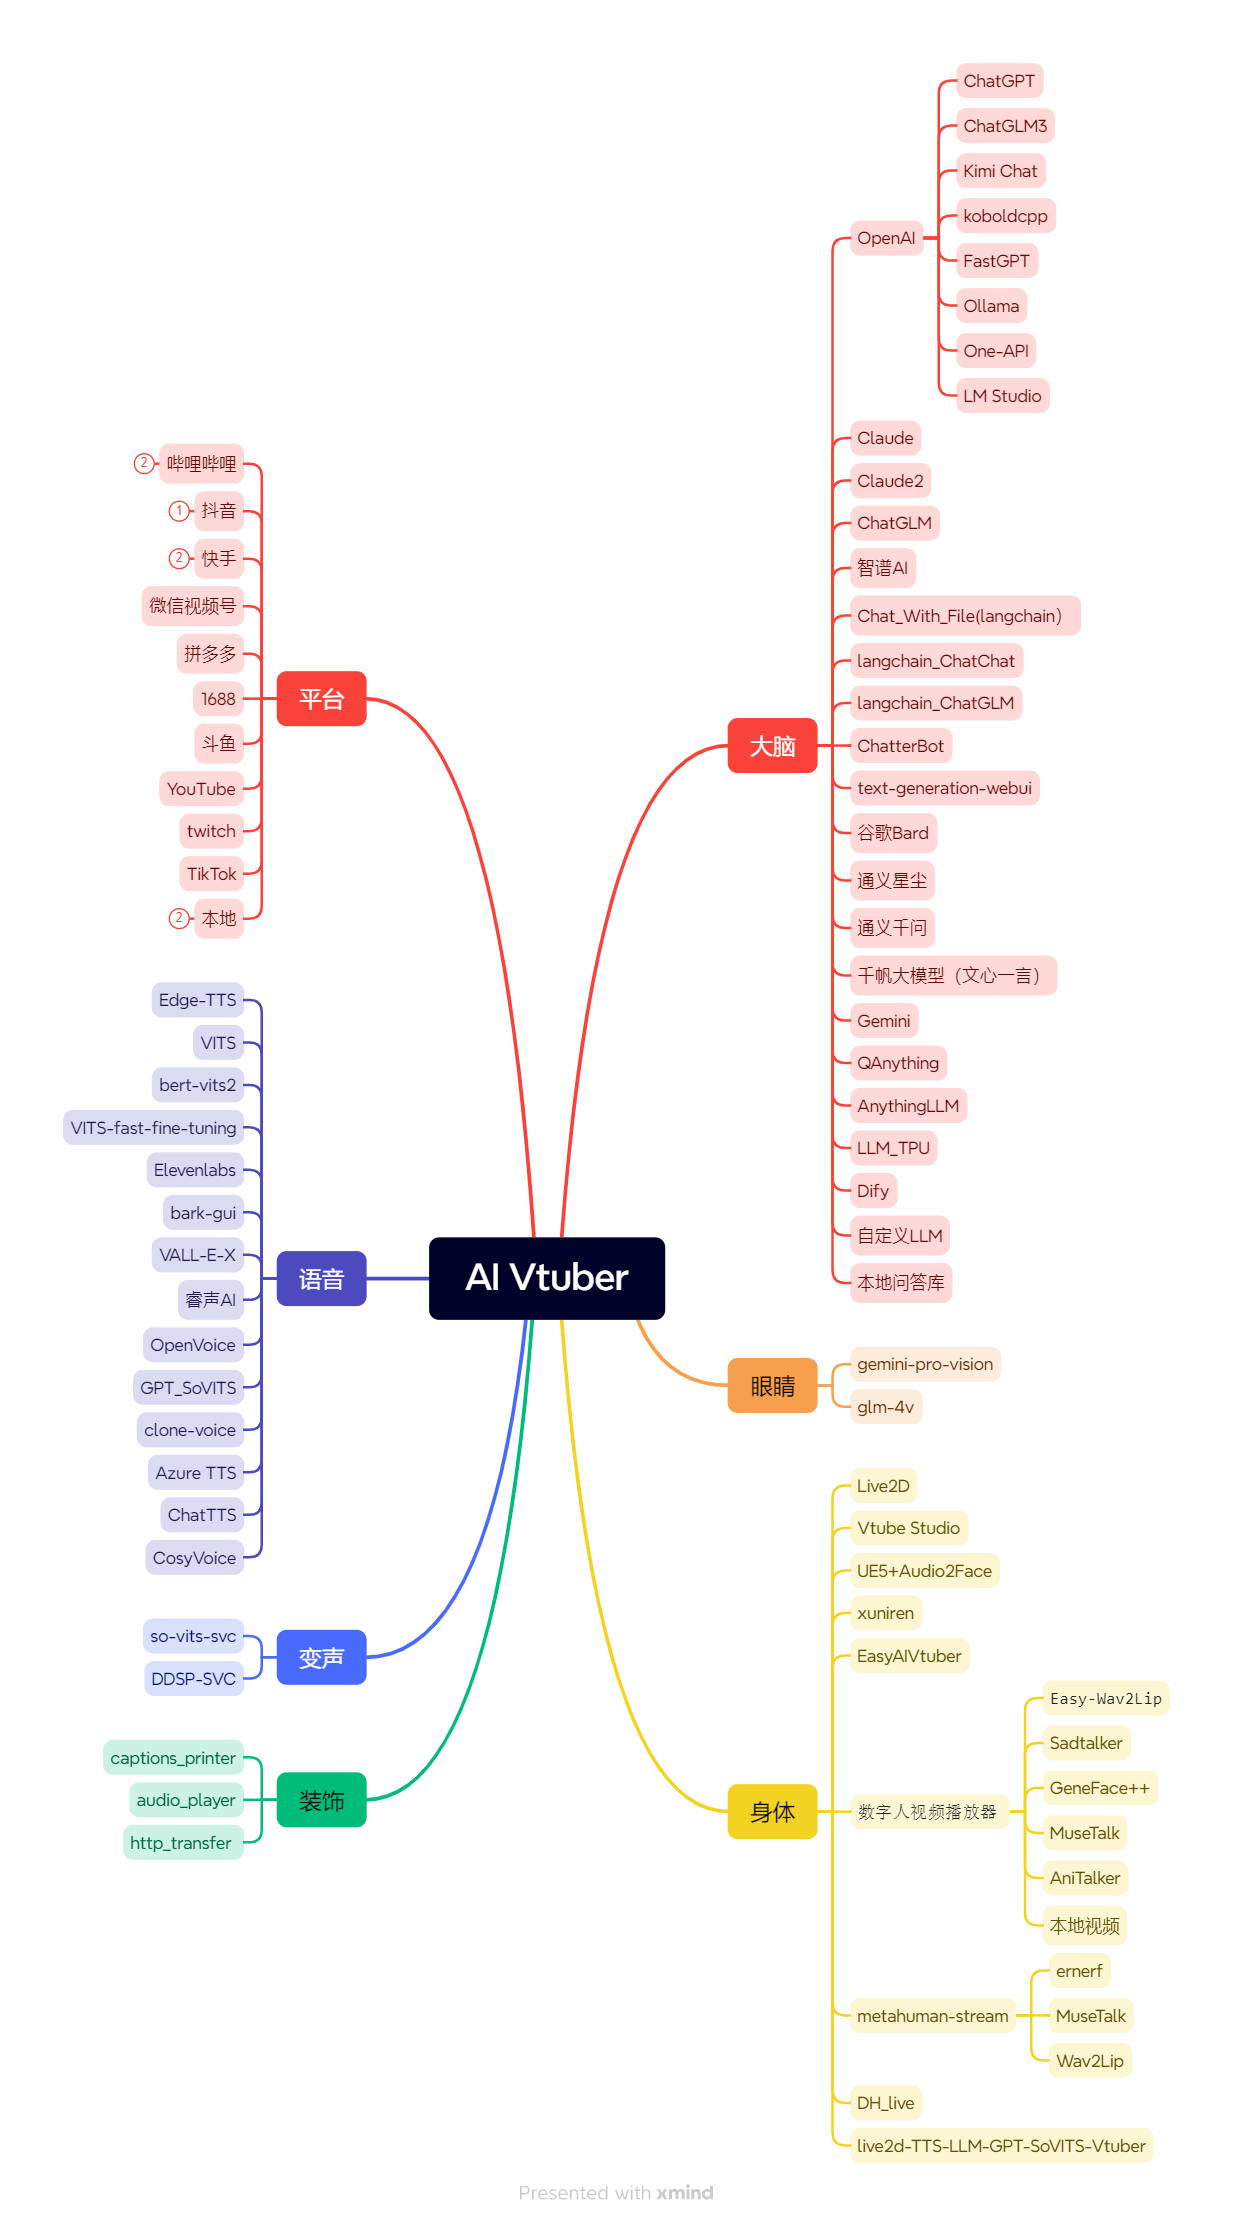 AI Vtuber
大脑
OpenAI
ChatGPT
ChatGLM3
Kimi Chat
koboldcpp
FastGPT
Ollama
One-API
LM Studio
Claude
Claude2
ChatGLM
智谱AI
Chat_With_File(langchain）
langchain_ChatChat
langchain_ChatGLM
ChatterBot
text-generation-webui
谷歌Bard
通义星尘
通义千问
千帆大模型（文心一言）
Gemini
QAnything
AnythingLLM
LLM_TPU
Dify
自定义LLM
本地问答库
眼睛
gemini-pro-vision
glm-4v
身体
Live2D
Vtube Studio
UE5+Audio2Face
xuniren
EasyAIVtuber
数字人视频播放器
Easy-Wav2Lip
Sadtalker
GeneFace++
MuseTalk
AniTalker
本地视频
metahuman-stream
ernerf
MuseTalk
Wav2Lip
DH_live
live2d-TTS-LLM-GPT-SoVITS-Vtuber
平台
哔哩哔哩
2
抖音
1
快手
2
微信视频号
拼多多
1688
斗鱼
YouTube
twitch
TikTok
本地
2
语音
Edge-TTS
VITS
bert-vits2
VITS-fast-fine-tuning
Elevenlabs
bark-gui
VALL-E-X
睿声AI
OpenVoice
GPT_SoVITS
clone-voice
Azure TTS
ChatTTS
CosyVoice
变声
so-vits-svc
DDSP-SVC
装饰
captions_printer
audio_player
http_transfer
Presented with xmind